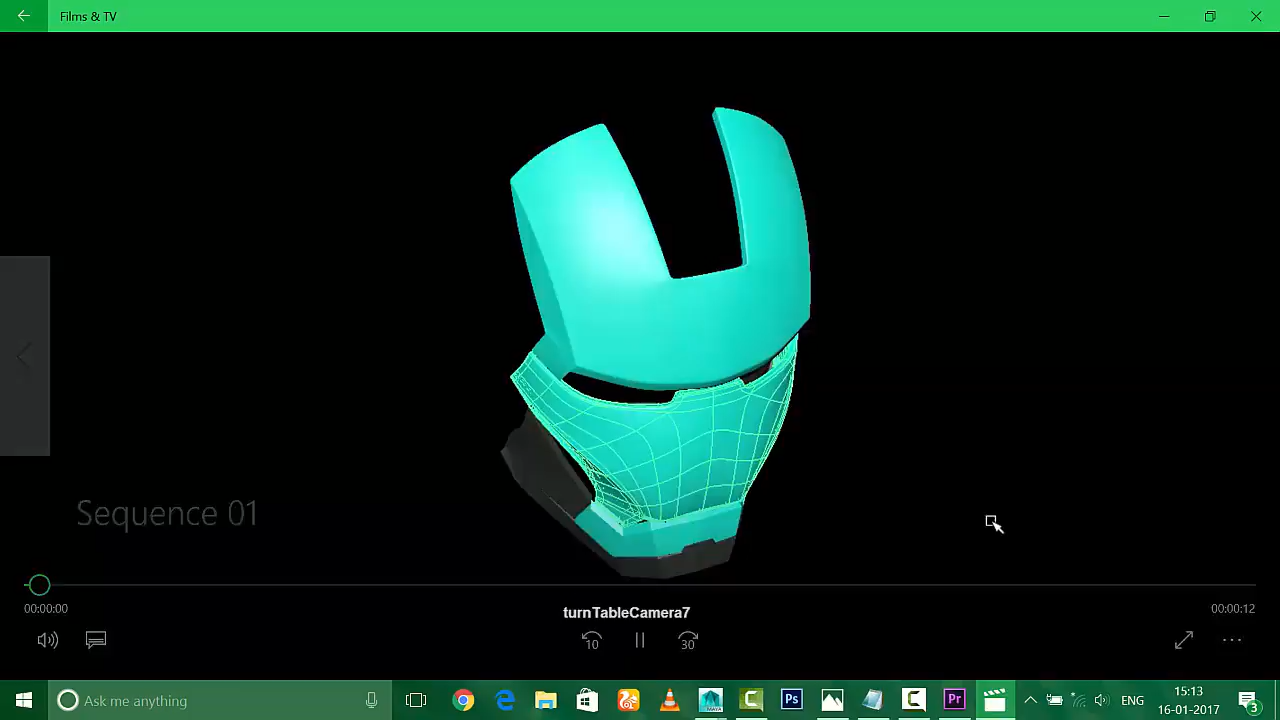 Films & TV
Sequence 01
00:00:00
00:00:12
turnTableCamera7
10
30
Ask me anything
MAYA
Ps
Pr
ENG
15:13
16-01-2017
3